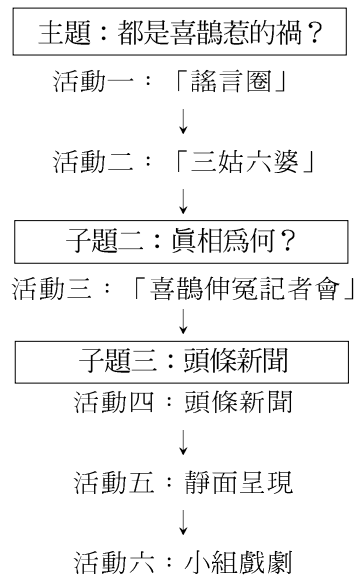 主題：都是喜鵲惹的禍？
活動一：「謠言圈」
↓
活動二：「三姑六婆」
↓
子題二：眞相爲何？
活動三：「喜鵲伸冤記者會」
↓
子題三：頭條新聞
活動四：頭條新聞
↓
活動五：靜面呈現
↓
活動六：小組戲劇